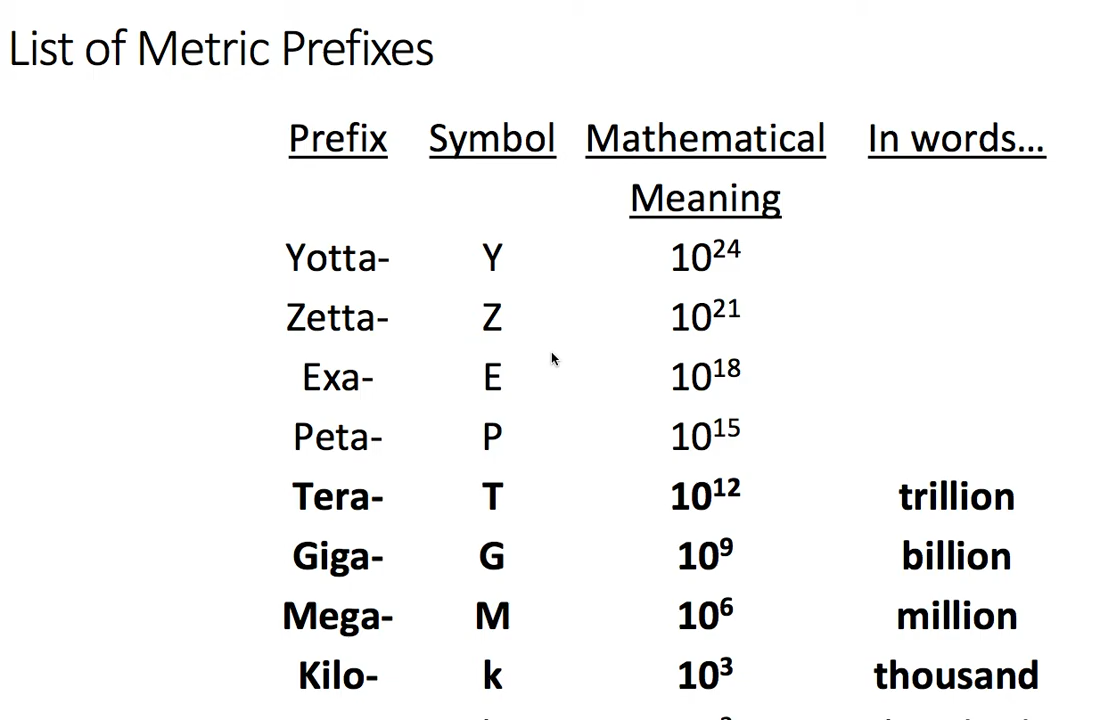 List of Metric Prefixes
Prefix Symbol Mathematical In words...
Meaning
Yotta- Y 10²⁴
Zetta- Z 10²¹
Exa- E 10¹⁸
Peta- P 10¹⁵
Tera- T 10¹² trillion
Giga- G 10⁹ billion
Mega- M 10⁶ million
Kilo- k 10³ thousand